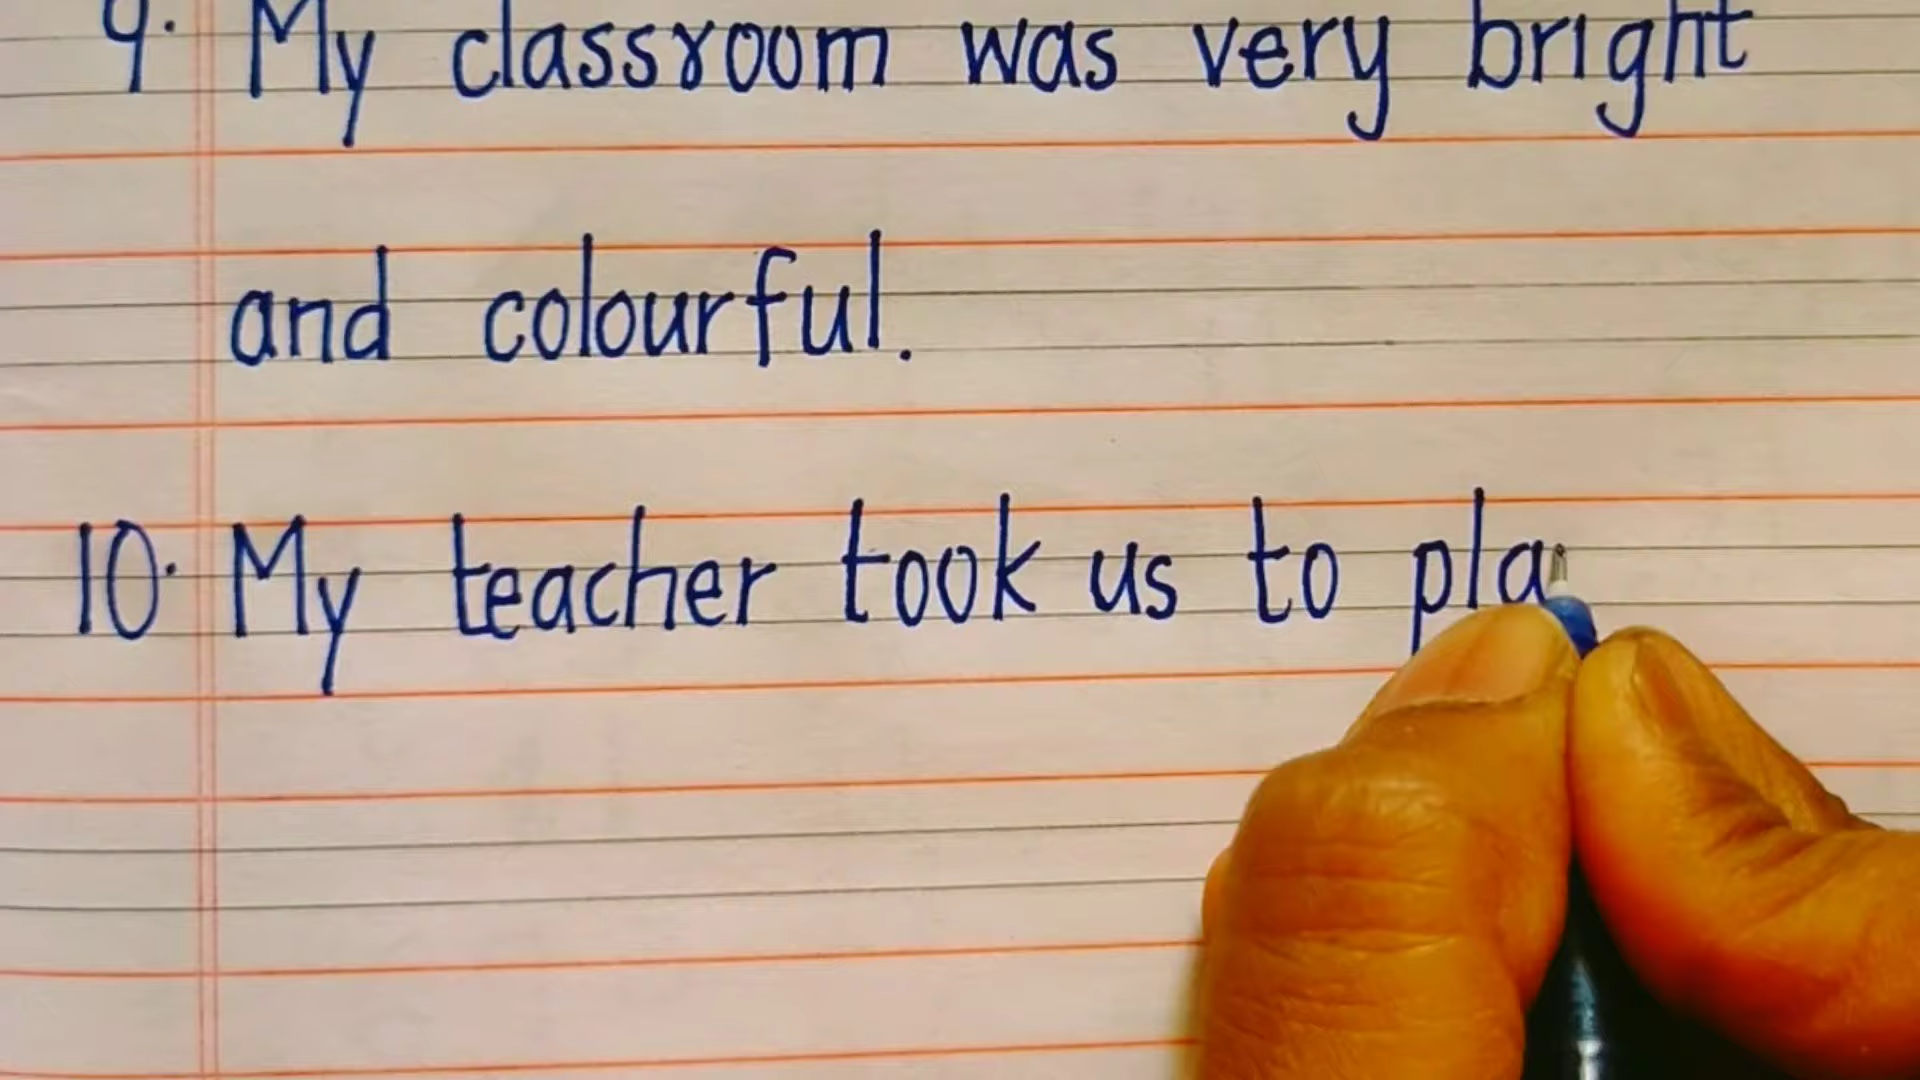 9. My classroom was very bright
and colourful.
10. My teacher took us to pla